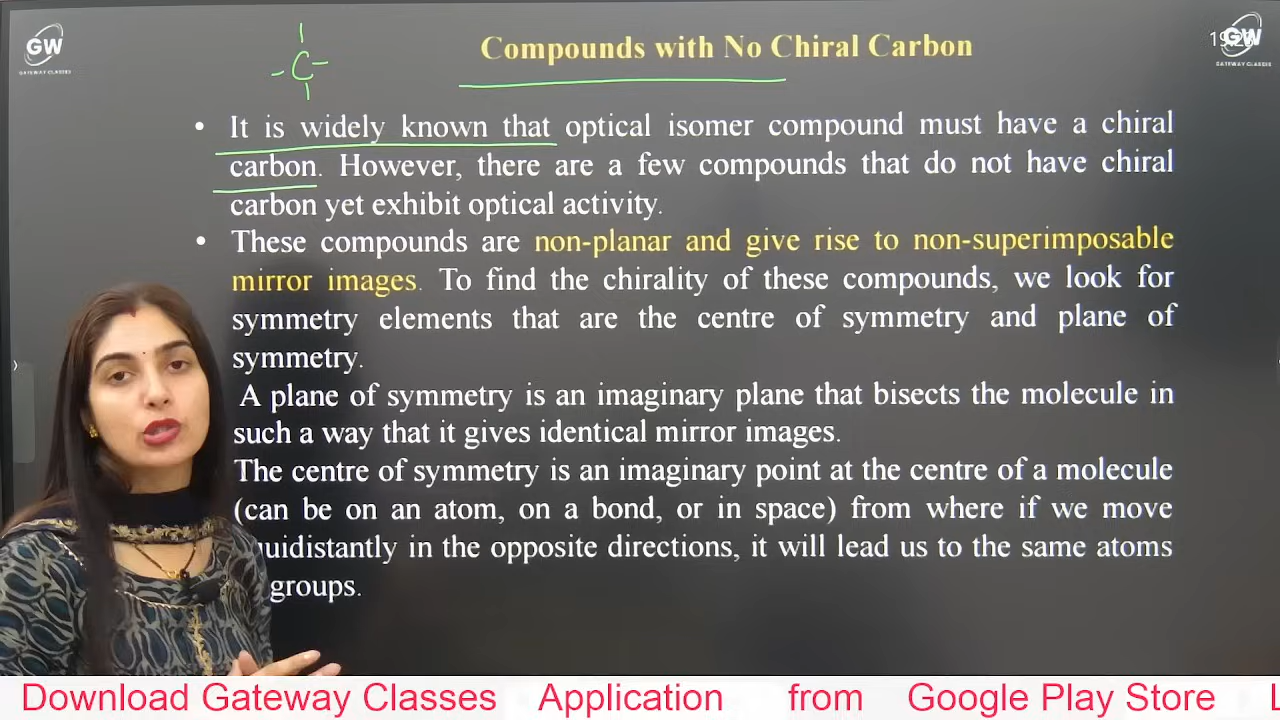 GW
GATEWAY CLASSES
C
Compounds with No Chiral Carbon
GW
GATEWAY CLASSES
• It is widely known that optical isomer compound must have a chiral
carbon. However, there are a few compounds that do not have chiral
carbon yet exhibit optical activity.
• These compounds are non-planar and give rise to non-superimposable
mirror images. To find the chirality of these compounds, we look for
symmetry elements that are the centre of symmetry and plane of
symmetry.
A plane of symmetry is an imaginary plane that bisects the molecule in
such a way that it gives identical mirror images.
The centre of symmetry is an imaginary point at the centre of a molecule
(can be on an atom, on a bond, or in space) from where if we move
in the opposite directions, it will lead us to the same atoms
groups.
Download Gateway Classes Application from Google Play Store